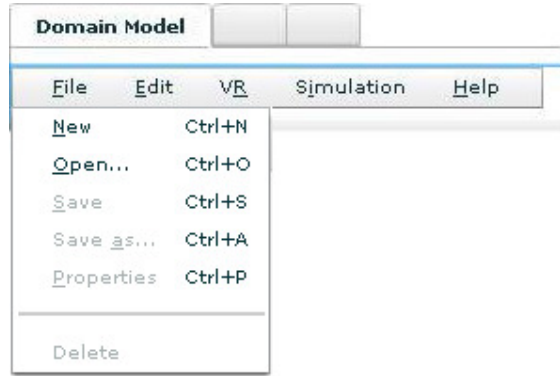 Domain Model
File Edit VR Simulation Help
New Ctrl+N
Open... Ctrl+O
Save Ctrl+S
Save as... Ctrl+A
Properties Ctrl+P
Delete